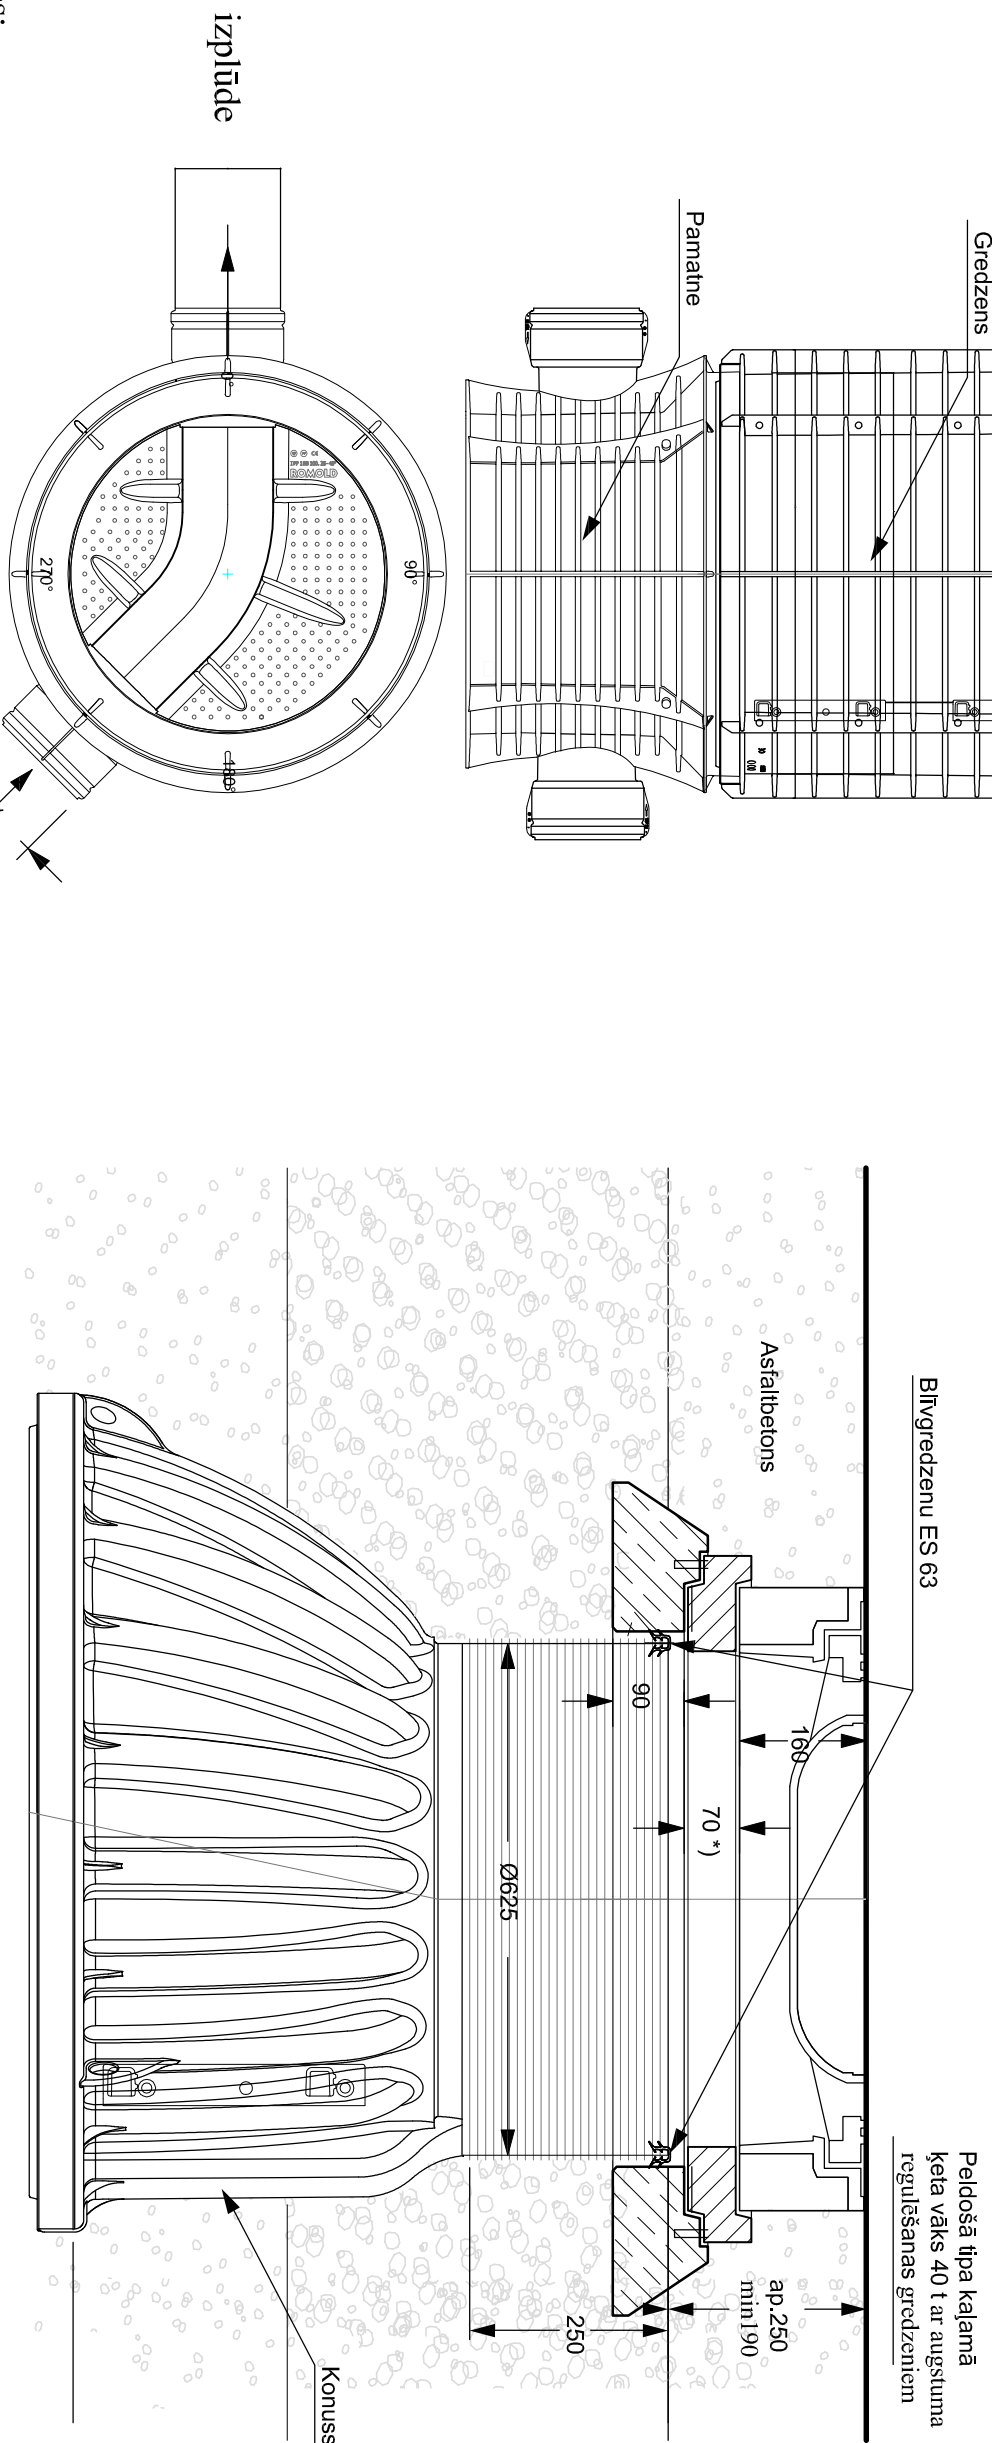 izplūde
Pamatne
Gredzens
ROMOLD
90°
180°
270°
Blīvgredzenu ES 63
Asfaltbetons
Peldošā tipa kaļamā
ķeta vāks 40 t ar augstuma
regulēšanas gredzeniem
160
70 *)
90
Ø625
ap.250
min190
250
Konuss